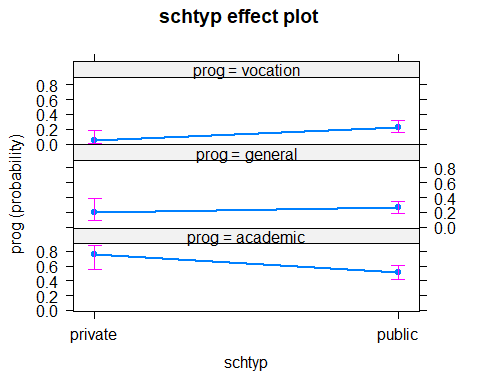 schtyp effect plot
prog = vocation
0.8
0.6
0.4
0.2
0.0
prog = general
0.8
0.6
0.4
0.2
0.0
prog = academic
0.8
0.6
0.4
0.2
0.0
prog (probability)
private public
schtyp